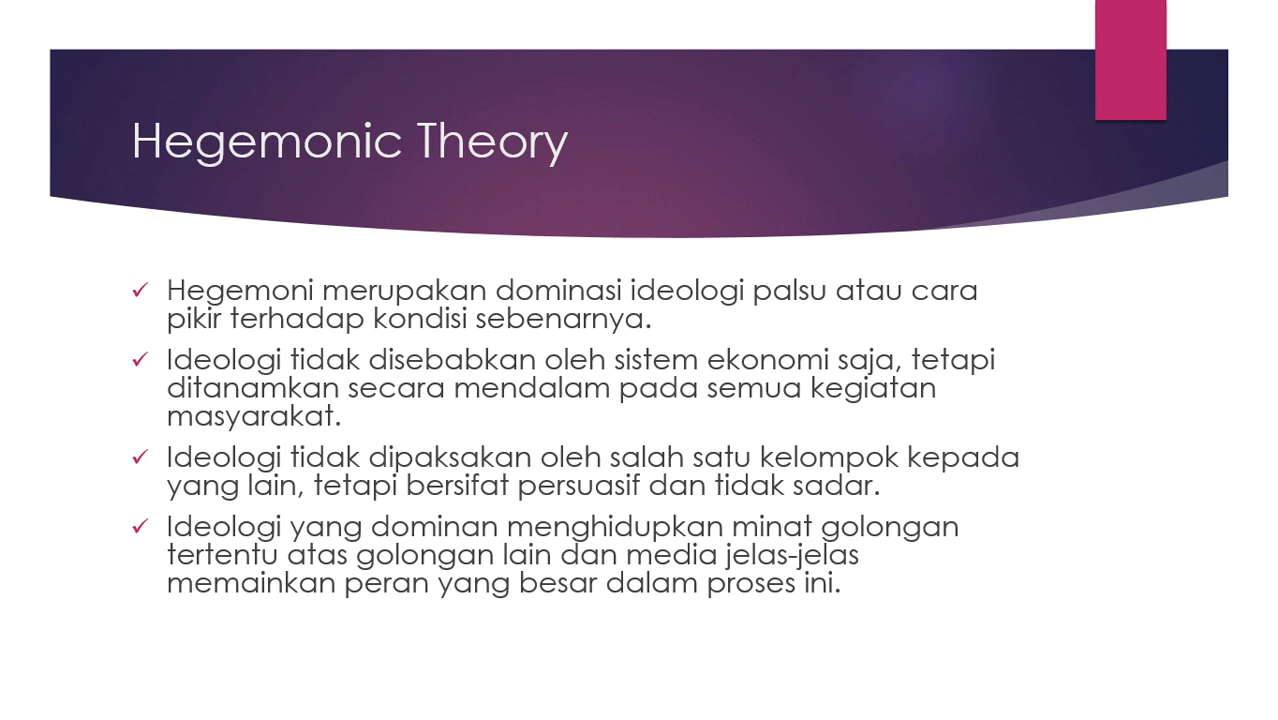 Hegemonic Theory
Hegemoni merupakan dominasi ideologi palsu atau cara
pikir terhadap kondisi sebenarnya.
Ideologi tidak disebabkan oleh sistem ekonomi saja, tetapi
ditanamkan secara mendalam pada semua kegiatan
masyarakat.
Ideologi tidak dipaksakan oleh salah satu kelompok kepada
yang lain, tetapi bersifat persuasif dan tidak sadar.
Ideologi yang dominan menghidupkan minat golongan
tertentu atas golongan lain dan media jelas-jelas
memainkan peran yang besar dalam proses ini.